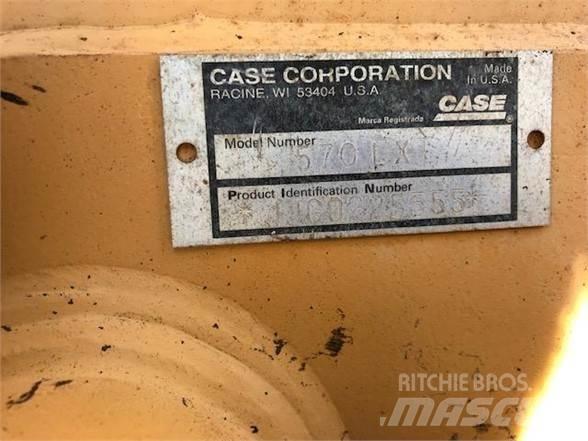 CASE CORPORATION
Made
RACINE, WI 53404 U.S.A.
In U.S.A.
CASE
Marca Registrada
Model Number
570LXT
Product Identification Number
RITCHIE BROS.
MASCUS